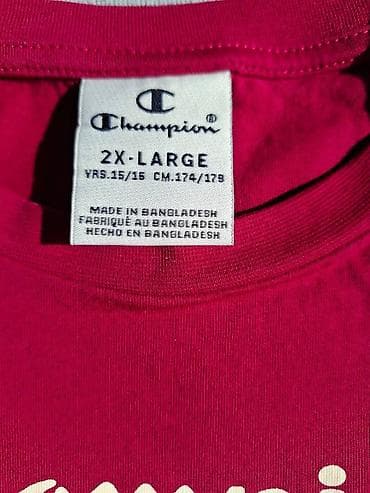 Champion®
2X-LARGE
YRS.15/16 CM.174/179
MADE IN BANGLADESH
FABRIQUÉ AU BANGLADESH
HECHO EN BANGLADESH